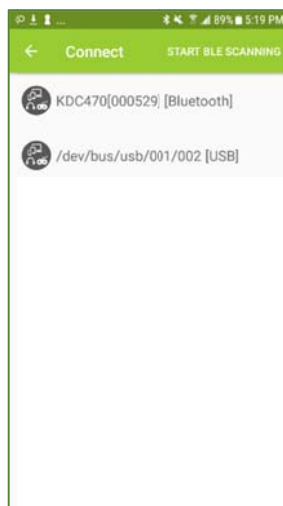 ... 89% 5:19 PM
Connect START BLE SCANNING
KDC470[000529] [Bluetooth]
/dev/bus/usb/001/002 [USB]